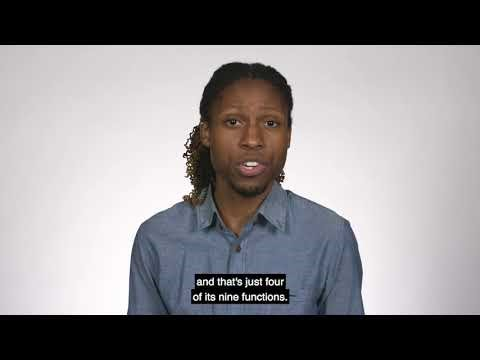 and that's just four
of its nine functions.